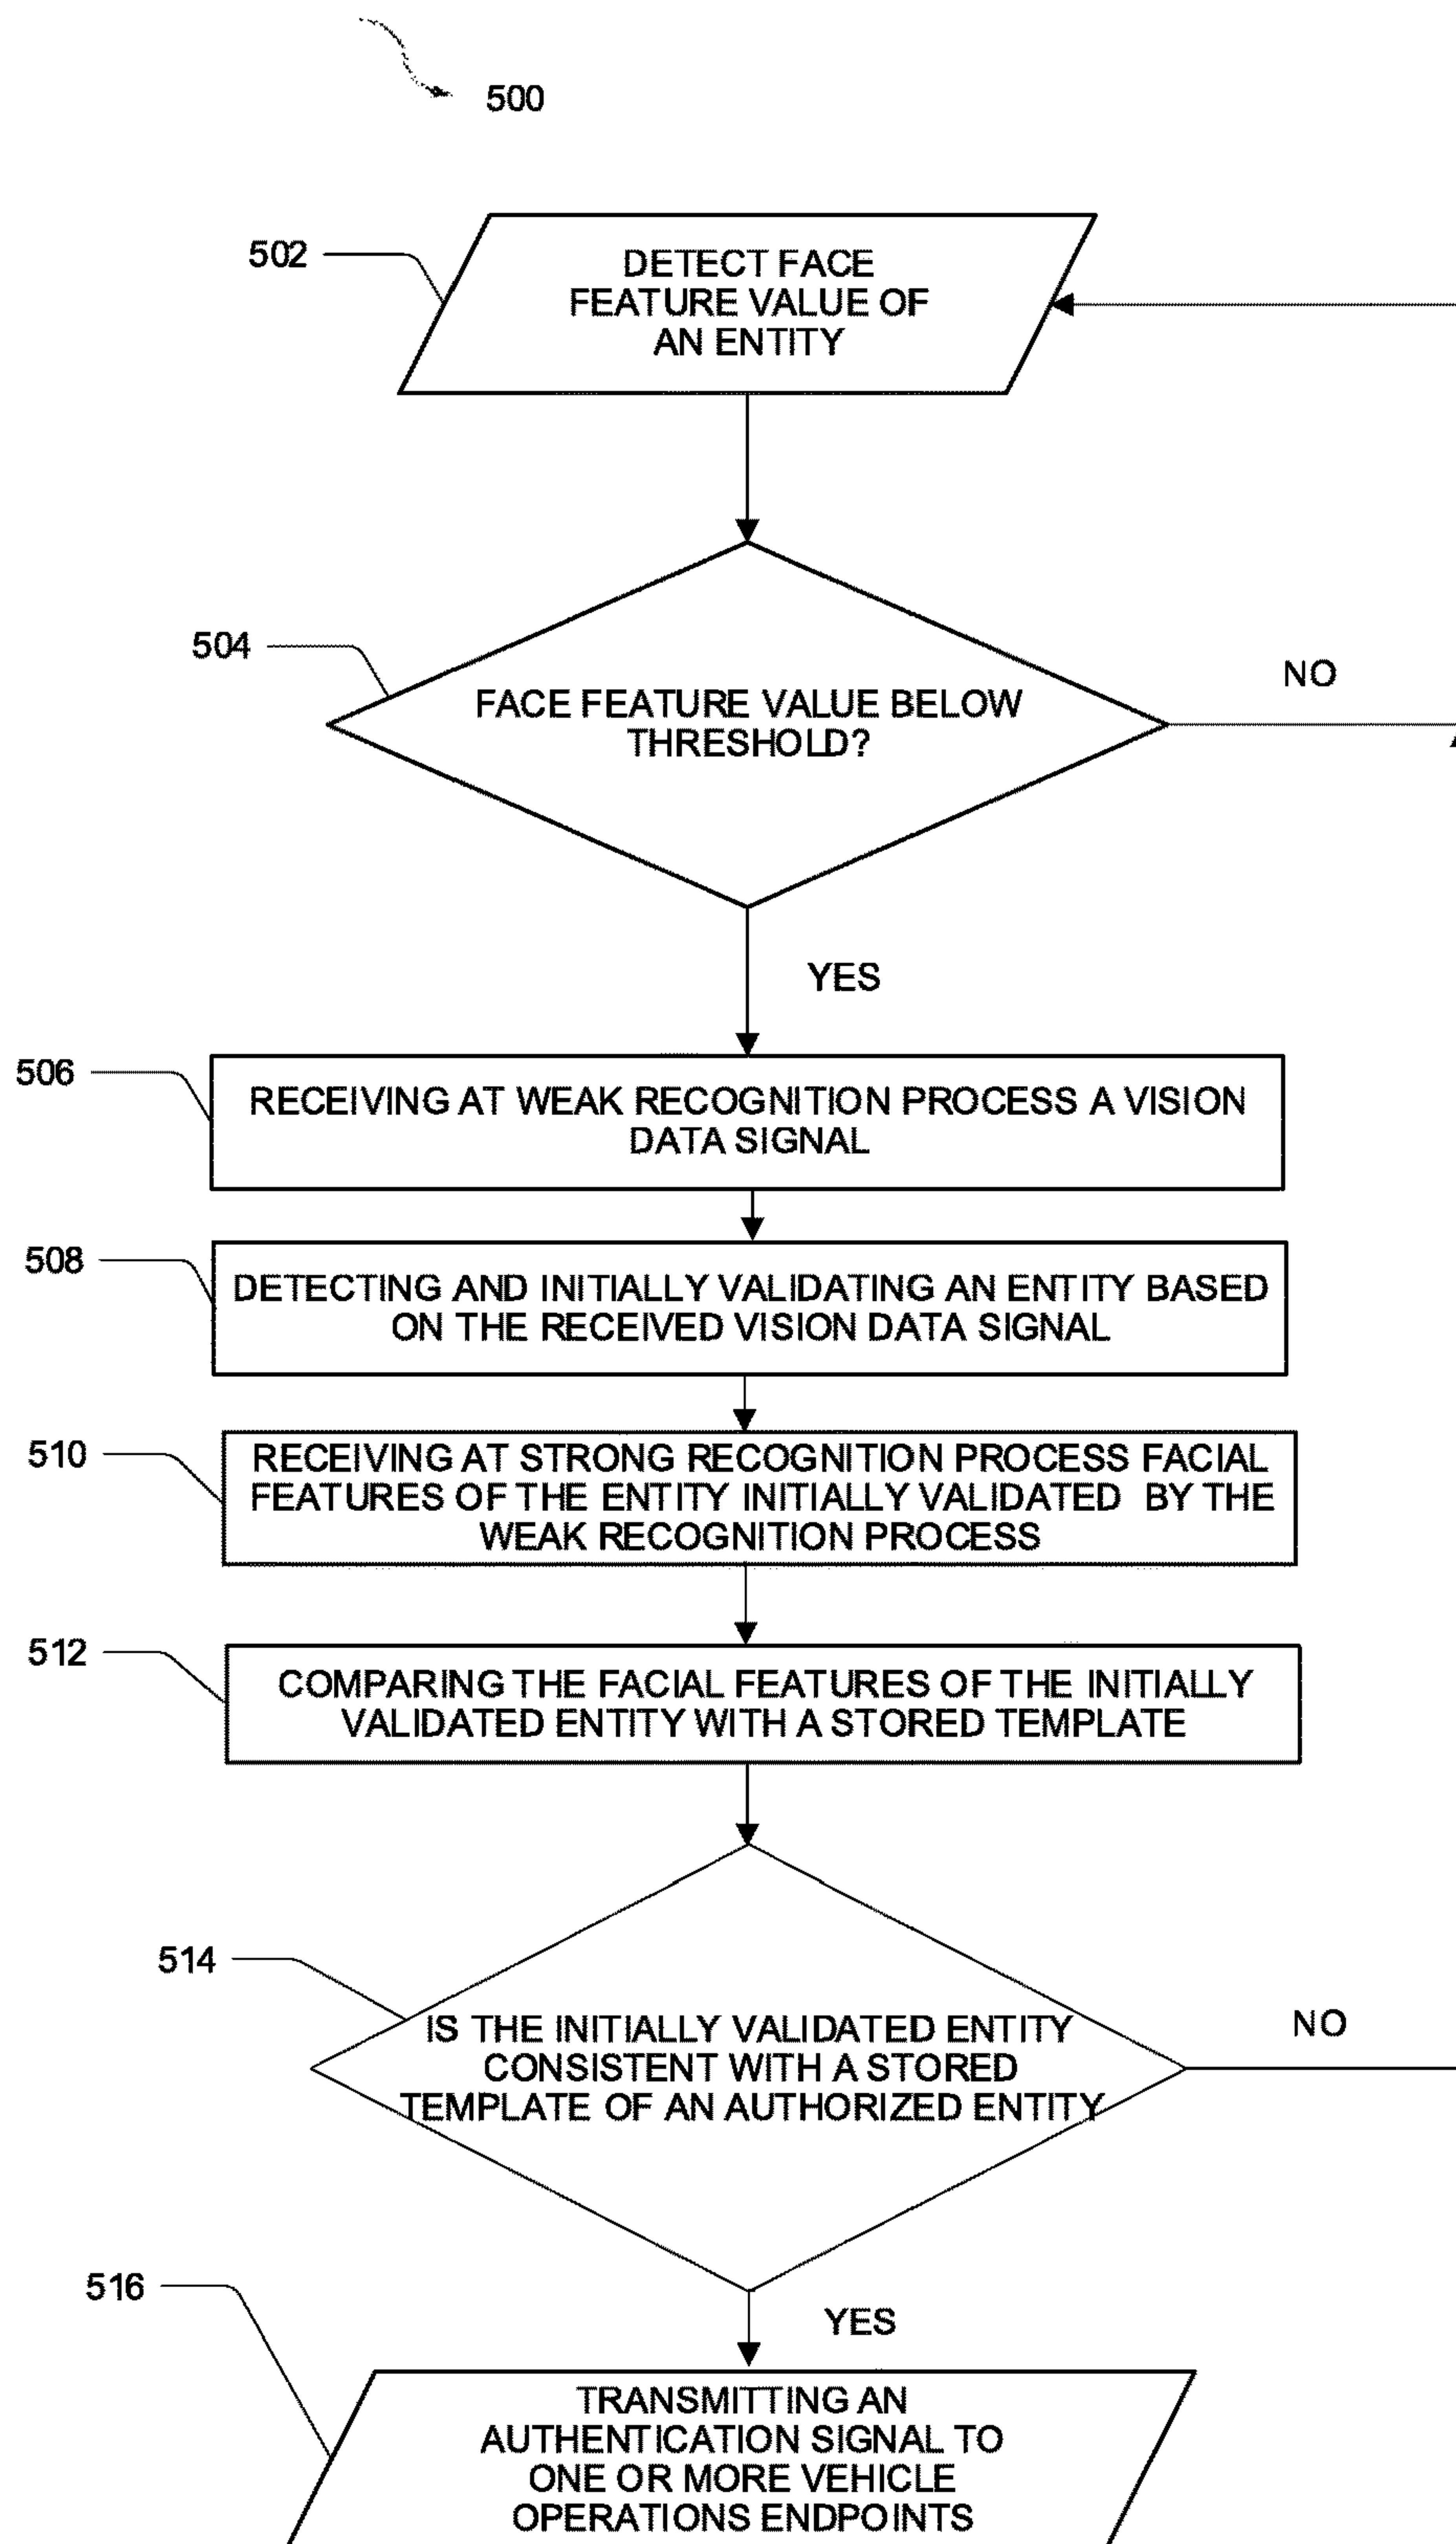 500
502
DETECT FACE
FEATURE VALUE OF
AN ENTITY
504
FACE FEATURE VALUE BELOW
THRESHOLD?
NO
YES
506
RECEIVING AT WEAK RECOGNITION PROCESS A VISION
DATA SIGNAL
508
DETECTING AND INITIALLY VALIDATING AN ENTITY BASED
ON THE RECEIVED VISION DATA SIGNAL
510
RECEIVING AT STRONG RECOGNITION PROCESS FACIAL
FEATURES OF THE ENTITY INITIALLY VALIDATED BY THE
WEAK RECOGNITION PROCESS
512
COMPARING THE FACIAL FEATURES OF THE INITIALLY
VALIDATED ENTITY WITH A STORED TEMPLATE
514
IS THE INITIALLY VALIDATED ENTITY
CONSISTENT WITH A STORED
TEMPLATE OF AN AUTHORIZED ENTITY
NO
YES
516
TRANSMITTING AN
AUTHENTICATION SIGNAL TO
ONE OR MORE VEHICLE
OPERATIONS ENDPOINTS